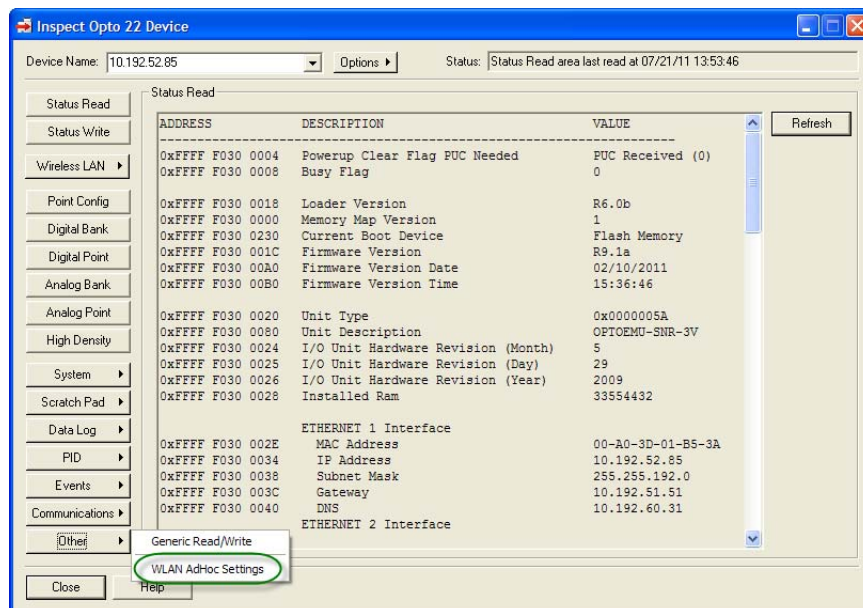 Inspect Opto 22 Device
Device Name: 10.192.52.85 Options Status: Status Read area last read at 07/21/11 13:53:46
Status Read
Status Write
Wireless LAN
Point Config
Digital Bank
Digital Point
Analog Bank
Analog Point
High Density
System
Scratch Pad
Data Log
PID
Events
Communications
Other
Status Read
ADDRESS DESCRIPTION VALUE
0xFFFF F030 0004 Powerup Clear Flag PUC Needed PUC Received (0)
0xFFFF F030 0008 Busy Flag 0
0xFFFF F030 0018 Loader Version R6.0b
0xFFFF F030 0000 Memory Map Version 1
0xFFFF F030 0230 Current Boot Device Flash Memory
0xFFFF F030 001C Firmware Version R9.1a
0xFFFF F030 00A0 Firmware Version Date 02/10/2011
0xFFFF F030 00B0 Firmware Version Time 15:36:46
0xFFFF F030 0020 Unit Type 0x0000005A
0xFFFF F030 0080 Unit Description OPTOEMU-SNR-3V
0xFFFF F030 0024 I/O Unit Hardware Revision (Month) 5
0xFFFF F030 0025 I/O Unit Hardware Revision (Day) 29
0xFFFF F030 0026 I/O Unit Hardware Revision (Year) 2009
0xFFFF F030 0028 Installed Ram 33554432
ETHERNET 1 Interface
0xFFFF F030 002E MAC Address 00-A0-3D-01-B5-3A
0xFFFF F030 0034 IP Address 10.192.52.85
0xFFFF F030 0038 Subnet Mask 255.255.192.0
0xFFFF F030 003C Gateway 10.192.51.51
0xFFFF F030 0040 DNS 10.192.60.31
ETHERNET 2 Interface
Refresh
Generic Read/Write
WLAN AdHoc Settings
Close Help